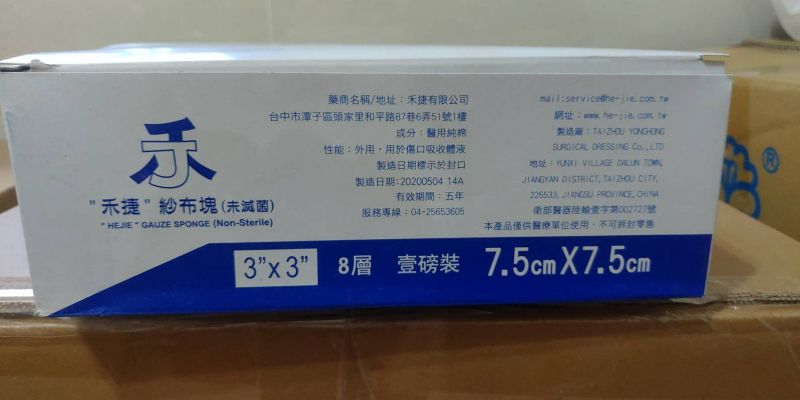 禾捷
"禾捷"紗布塊(未滅菌)
"HEJIE" GAUZE SPONGE (Non-Sterile)
藥商名稱/地址:禾捷有限公司
台中市潭子區頭家里和平路87巷6弄51號1樓
成分:醫用純棉
性能:外用,用於傷口吸收體液
製造日期標示於封口
製造日期:20200504 14A
有效期間:五年
服務專線:04-25653605
mail:service@he-jie.com.tw
網址:www.he-jie.com.tw
製造廠:TAIZHOU YONGHONG
SURGICAL DRESSING Co., LTD
地址:YUNXI VILLAGE DALUN TOWN,
JIANGYAN DISTRICT, TAIZHOU CITY,
225533, JIANGSU PROVINCE, CHINA
衛部醫器陸輸壹字第002727號
本產品僅供醫療單位使用,不可拆封零售
3"x3" 8層 壹磅裝 7.5cmX7.5cm
®